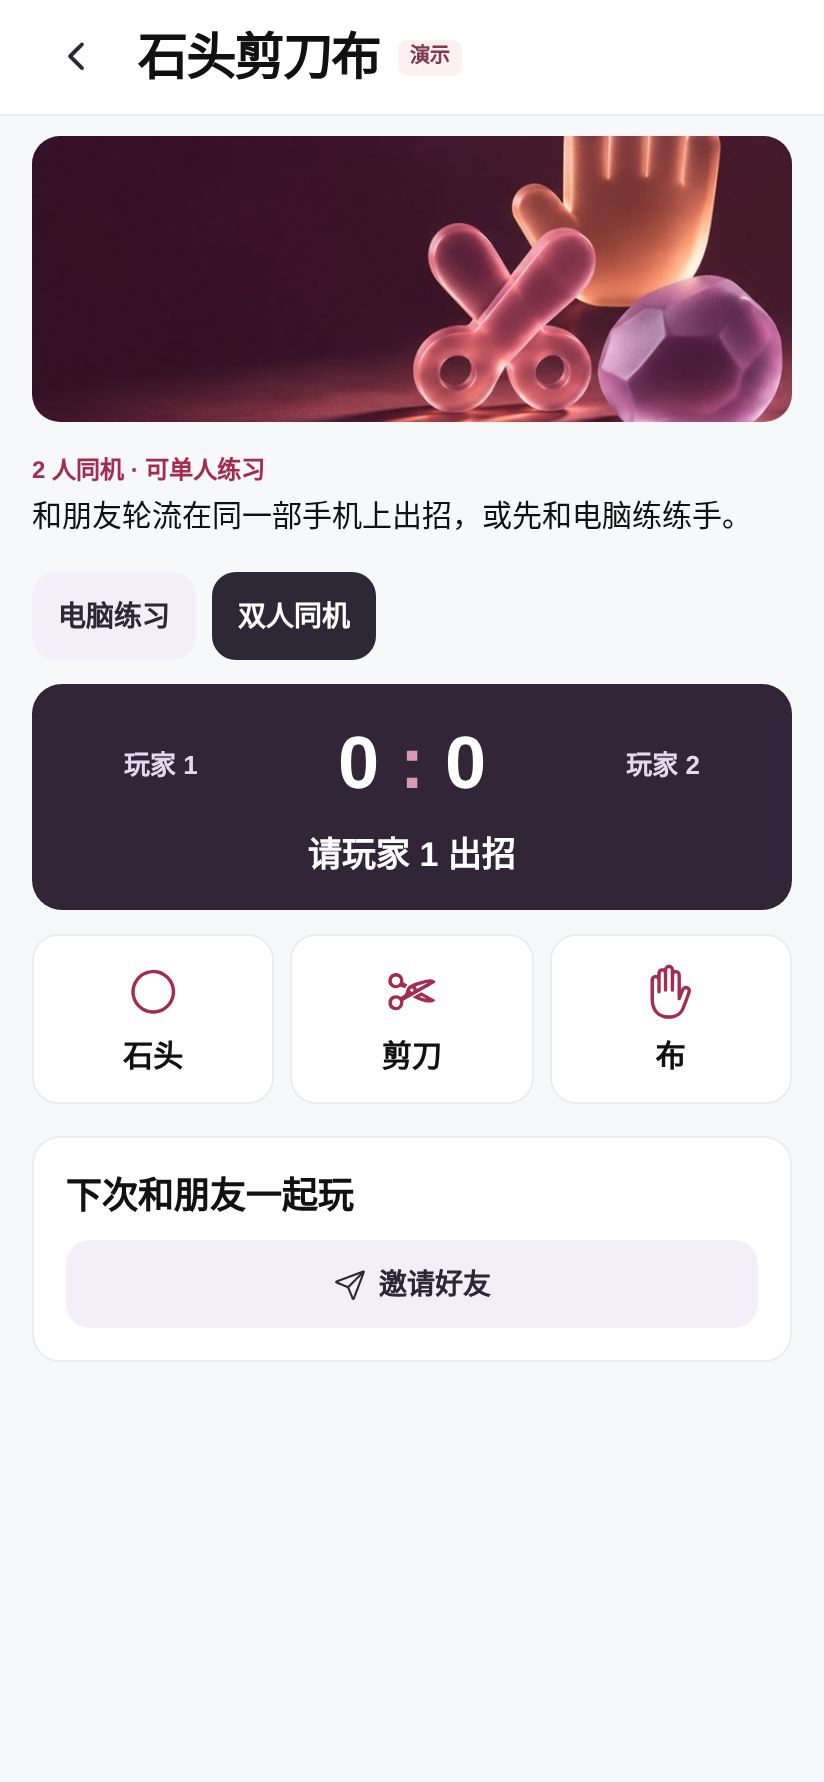 石头剪刀布 演示
2 人同机 · 可单人练习
和朋友轮流在同一部手机上出招，或先和电脑练练手。
电脑练习 双人同机
玩家 1 0 : 0 玩家 2
请玩家 1 出招
石头 剪刀 布
下次和朋友一起玩
邀请好友